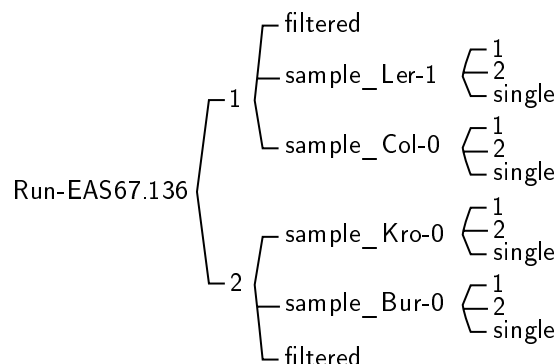 filtered
1
sample_Ler-1
2
single
1
1
sample_Col-0
2
single
Run-EAS67.136
1
sample_Kro-0
2
single
2
1
sample_Bur-0
2
single
filtered